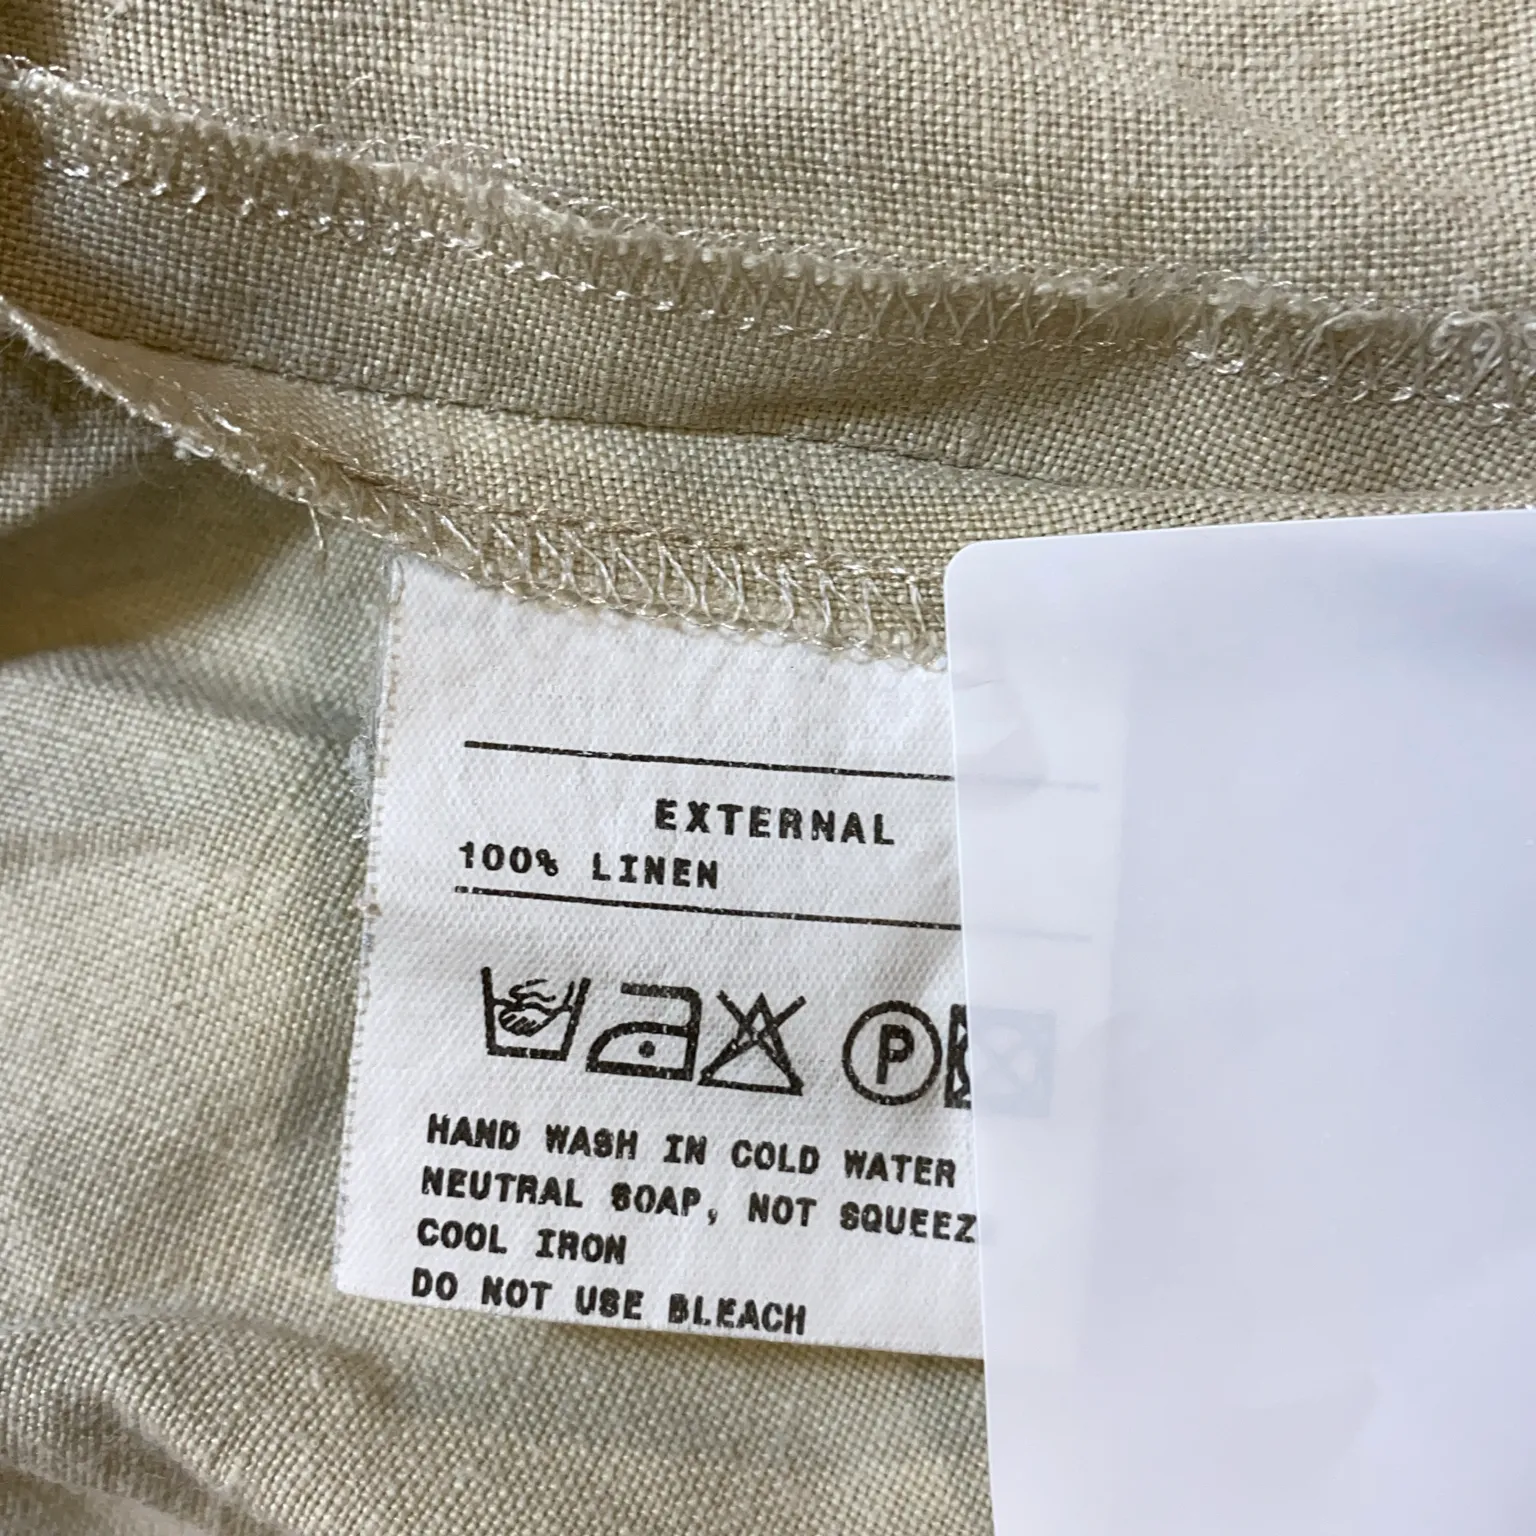 EXTERNAL
100% LINEN
P
HAND WASH IN COLD WATER
NEUTRAL SOAP, NOT SQUEEZ
COOL IRON
DO NOT USE BLEACH